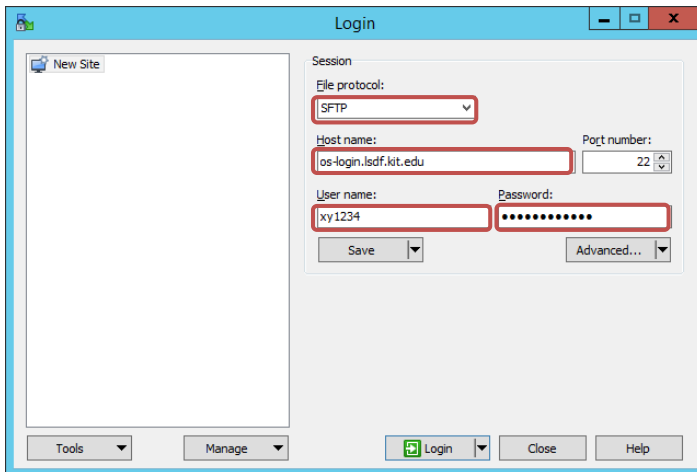 Login
New Site
Session
File protocol:
SFTP
Host name:
Port number:
os-login.lsdf.kit.edu
22
User name:
Password:
xy1234
••••••••••••
Save
Advanced...
Tools
Manage
Login
Close
Help